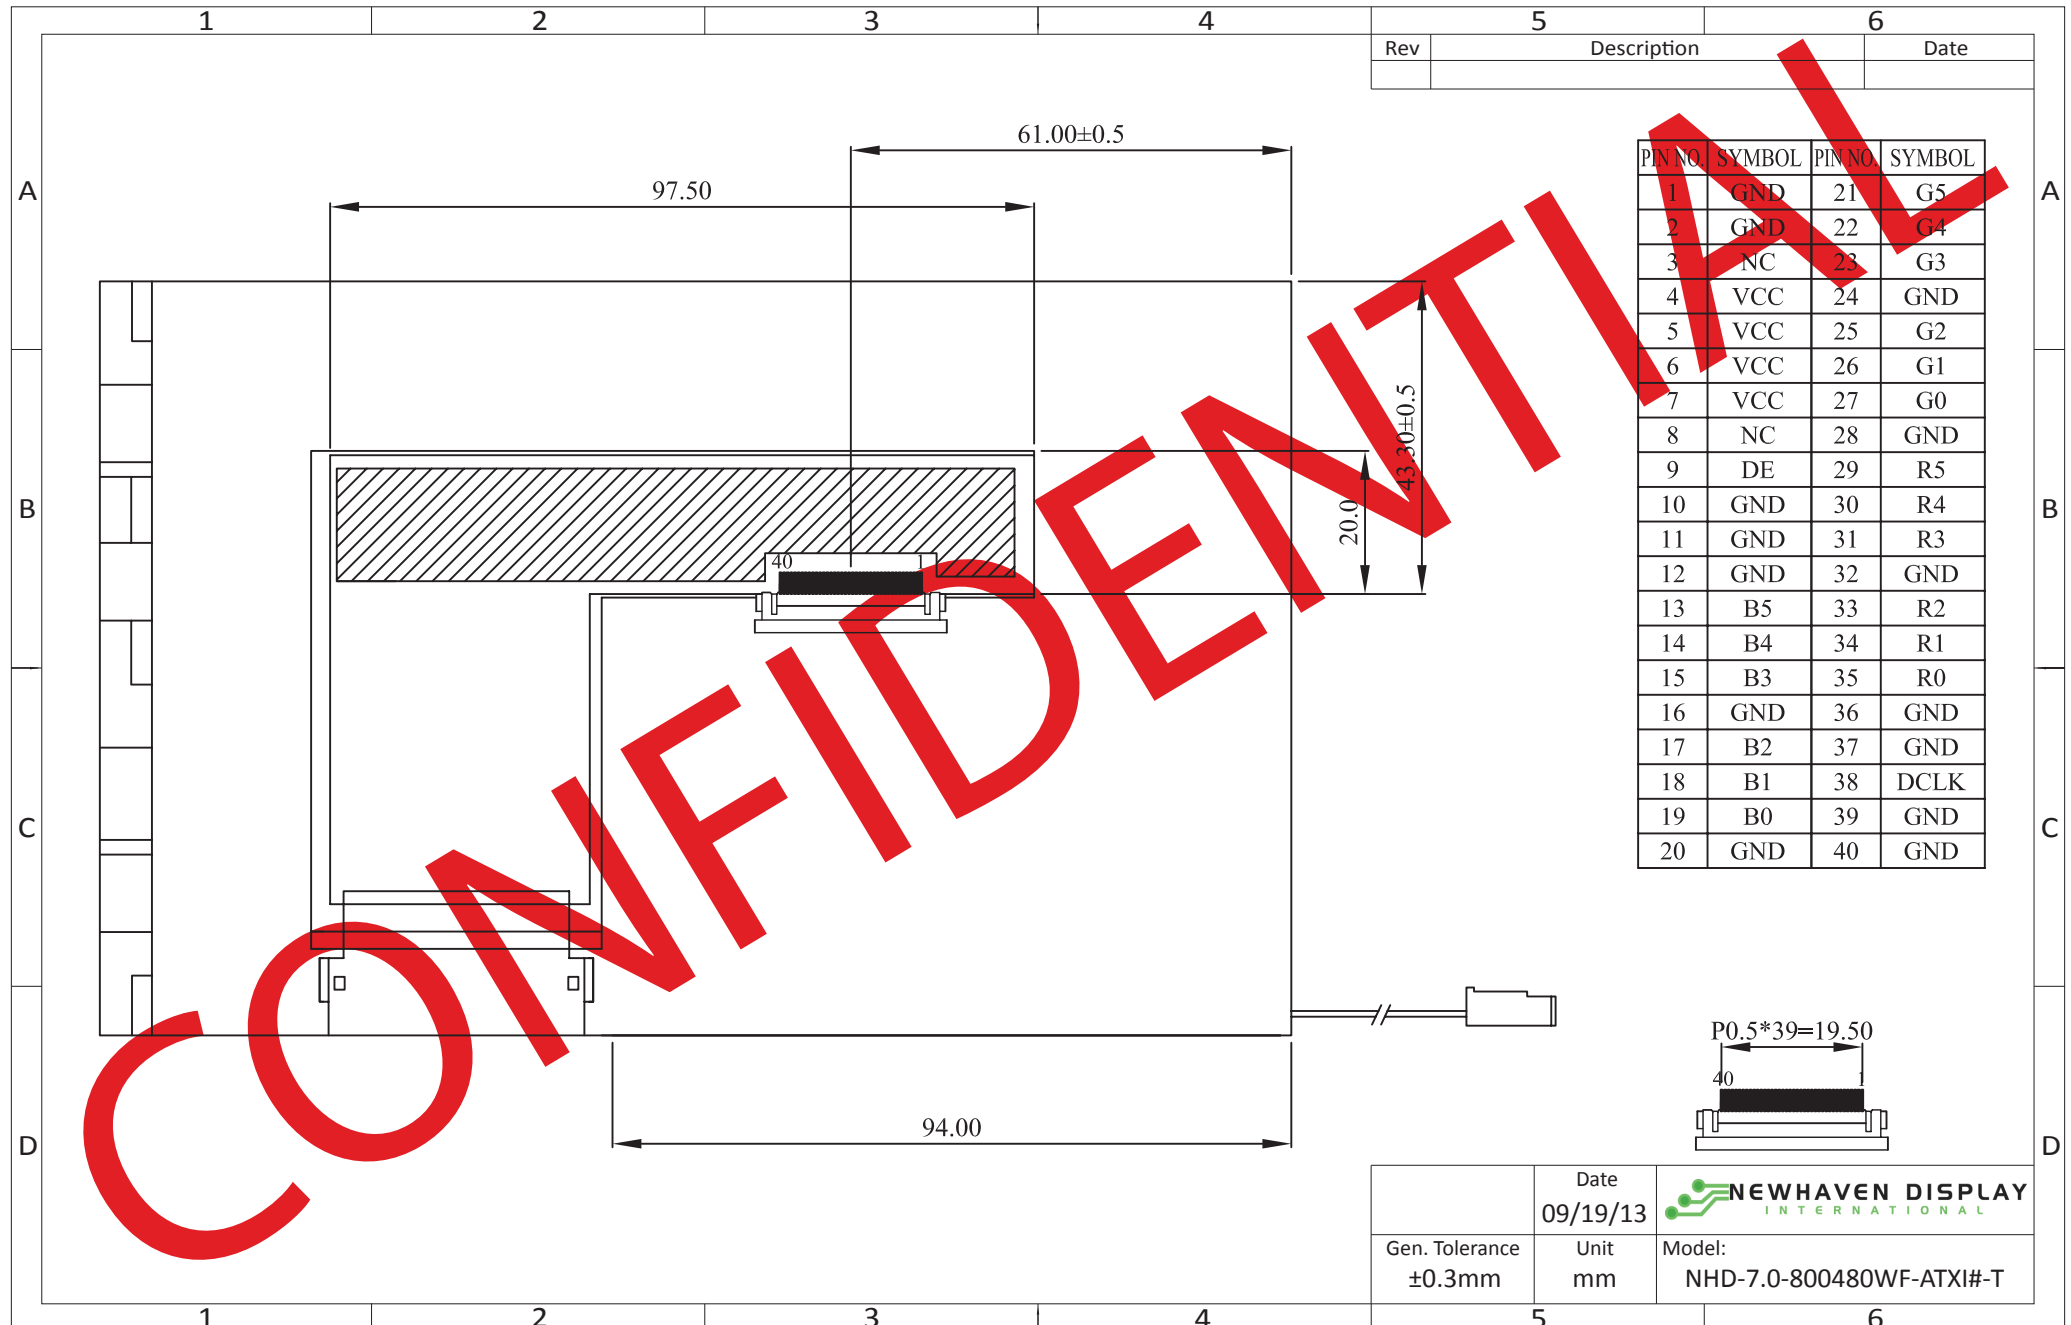 1 2 3 4 5 6
Rev Description Date
61.00±0.5
97.50
PIN NO. SYMBOL PIN NO. SYMBOL
1 GND 21 G5
2 GND 22 G4
3 NC 23 G3
4 VCC 24 GND
5 VCC 25 G2
6 VCC 26 G1
7 VCC 27 G0
8 NC 28 GND
9 DE 29 R5
10 GND 30 R4
11 GND 31 R3
12 GND 32 GND
13 B5 33 R2
14 B4 34 R1
15 B3 35 R0
16 GND 36 GND
17 B2 37 GND
18 B1 38 DCLK
19 B0 39 GND
20 GND 40 GND
A A
B B
C C
D D
43.30±0.5
20.0
40 1
CONFIDENTIAL
P0.5*39=19.50
40 1
94.00
Date
09/19/13
NEWHAVEN DISPLAY
INTERNATIONAL
Gen. Tolerance
±0.3mm
Unit
mm
Model:
NHD-7.0-800480WF-ATXI#-T
1 2 3 4 5 6